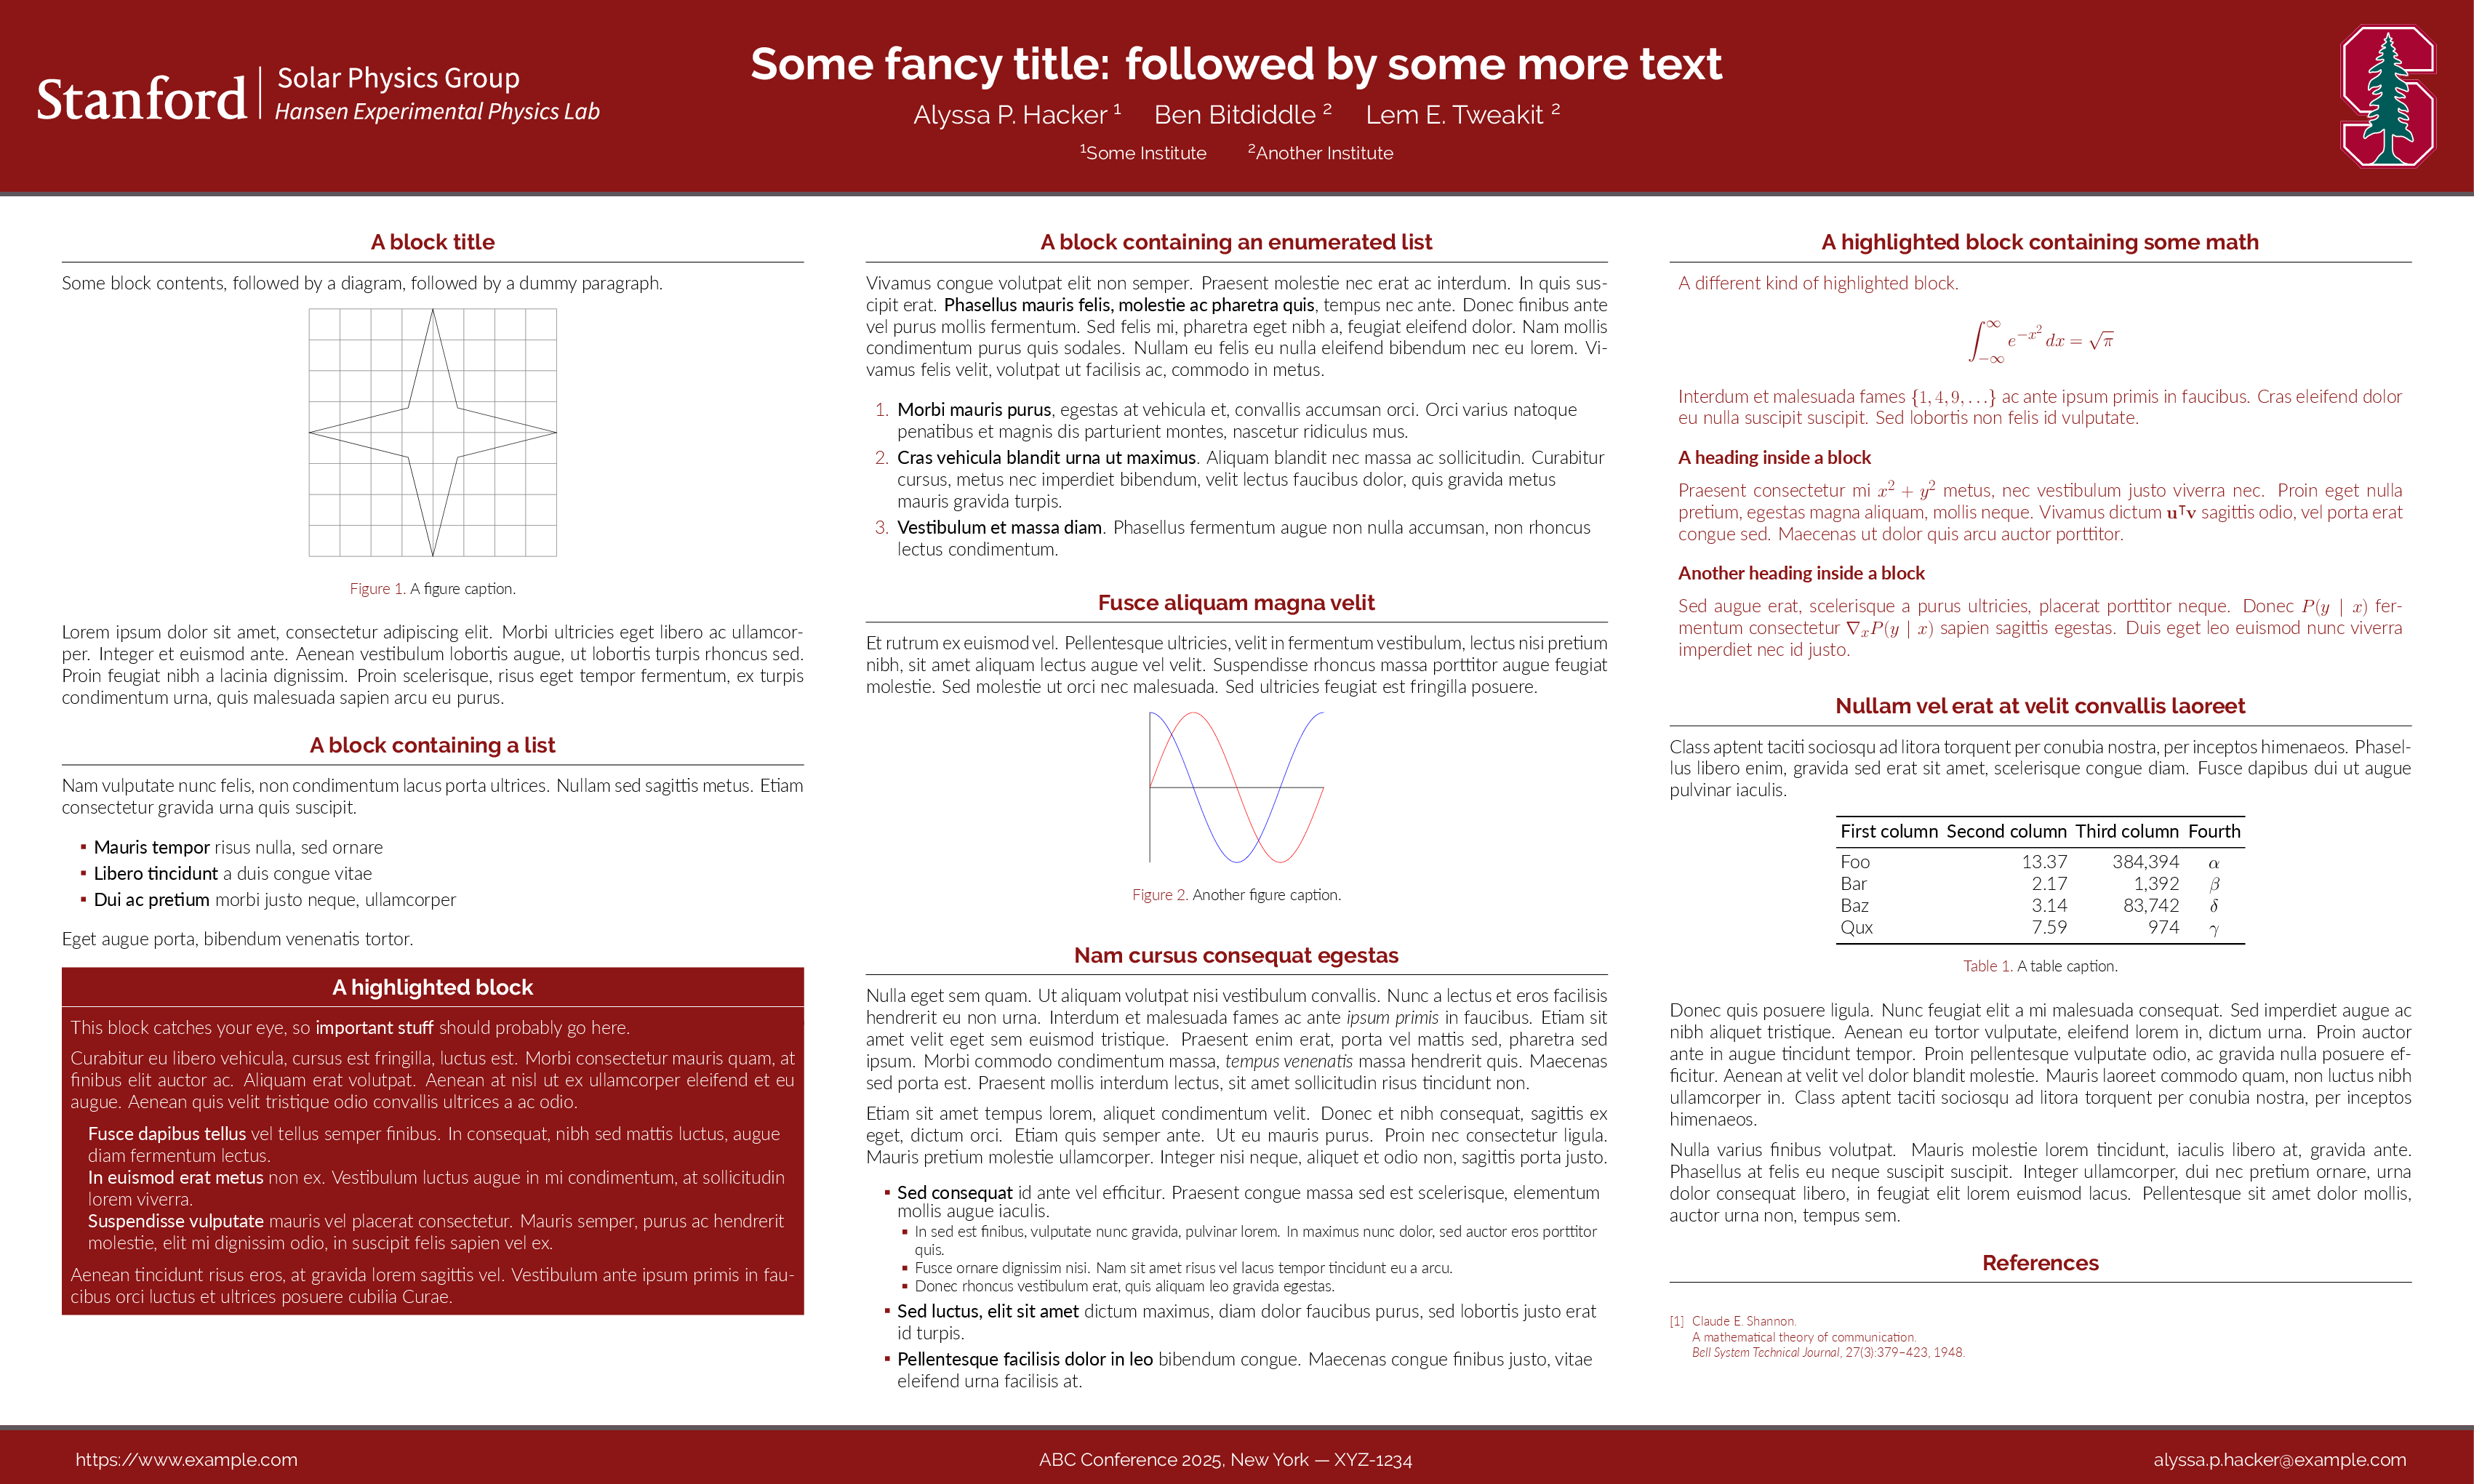 Stanford
Solar Physics Group
Hansen Experimental Physics Lab
Some fancy title: followed by some more text
Alyssa P. Hacker ¹ Ben Bitdiddle ² Lem E. Tweakit ²
¹Some Institute ²Another Institute
A block title
Some block contents, followed by a diagram, followed by a dummy paragraph.
Figure 1. A figure caption.
Lorem ipsum dolor sit amet, consectetur adipiscing elit. Morbi ultricies eget libero ac ullamcor-
per. Integer et euismod ante. Aenean vestibulum lobortis augue, ut lobortis turpis rhoncus sed.
Proin feugiat nibh a lacinia dignissim. Proin scelerisque, risus eget tempor fermentum, ex turpis
condimentum urna, quis malesuada sapien arcu eu purus.
A block containing a list
Nam vulputate nunc felis, non condimentum lacus porta ultrices. Nullam sed sagittis metus. Etiam
consectetur gravida urna quis suscipit.
▪ Mauris tempor risus nulla, sed ornare
▪ Libero tincidunt a duis congue vitae
▪ Dui ac pretium morbi justo neque, ullamcorper
Eget augue porta, bibendum venenatis tortor.
A highlighted block
This block catches your eye, so important stuff should probably go here.
Curabitur eu libero vehicula, cursus est fringilla, luctus est. Morbi consectetur mauris quam, at
finibus elit auctor ac. Aliquam erat volutpat. Aenean at nisl ut ex ullamcorper eleifend et eu
augue. Aenean quis velit tristique odio convallis ultrices a ac odio.
Fusce dapibus tellus vel tellus semper finibus. In consequat, nibh sed mattis luctus, augue
diam fermentum lectus.
In euismod erat metus non ex. Vestibulum luctus augue in mi condimentum, at sollicitudin
lorem viverra.
Suspendisse vulputate mauris vel placerat consectetur. Mauris semper, purus ac hendrerit
molestie, elit mi dignissim odio, in suscipit felis sapien vel ex.
Aenean tincidunt risus eros, at gravida lorem sagittis vel. Vestibulum ante ipsum primis in fau-
cibus orci luctus et ultrices posuere cubilia Curae.
A block containing an enumerated list
Vivamus congue volutpat elit non semper. Praesent molestie nec erat ac interdum. In quis sus-
cipit erat. Phasellus mauris felis, molestie ac pharetra quis, tempus nec ante. Donec finibus ante
vel purus mollis fermentum. Sed felis mi, pharetra eget nibh a, feugiat eleifend dolor. Nam mollis
condimentum purus quis sodales. Nullam eu felis eu nulla eleifend bibendum nec eu lorem. Vi-
vamus felis velit, volutpat ut facilisis ac, commodo in metus.
1. Morbi mauris purus, egestas at vehicula et, convallis accumsan orci. Orci varius natoque
penatibus et magnis dis parturient montes, nascetur ridiculus mus.
2. Cras vehicula blandit urna ut maximus. Aliquam blandit nec massa ac sollicitudin. Curabitur
cursus, metus nec imperdiet bibendum, velit lectus faucibus dolor, quis gravida metus
mauris gravida turpis.
3. Vestibulum et massa diam. Phasellus fermentum augue non nulla accumsan, non rhoncus
lectus condimentum.
Fusce aliquam magna velit
Et rutrum ex euismod vel. Pellentesque ultricies, velit in fermentum vestibulum, lectus nisi pretium
nibh, sit amet aliquam lectus augue vel velit. Suspendisse rhoncus massa porttitor augue feugiat
molestie. Sed molestie ut orci nec malesuada. Sed ultricies feugiat est fringilla posuere.
Figure 2. Another figure caption.
Nam cursus consequat egestas
Nulla eget sem quam. Ut aliquam volutpat nisi vestibulum convallis. Nunc a lectus et eros facilisis
hendrerit eu non urna. Interdum et malesuada fames ac ante ipsum primis in faucibus. Etiam sit
amet velit eget sem euismod tristique. Praesent enim erat, porta vel mattis sed, pharetra sed
ipsum. Morbi commodo condimentum massa, tempus venenatis massa hendrerit quis. Maecenas
sed porta est. Praesent mollis interdum lectus, sit amet sollicitudin risus tincidunt non.
Etiam sit amet tempus lorem, aliquet condimentum velit. Donec et nibh consequat, sagittis ex
eget, dictum orci. Etiam quis semper ante. Ut eu mauris purus. Proin nec consectetur ligula.
Mauris pretium molestie ullamcorper. Integer nisi neque, aliquet et odio non, sagittis porta justo.
▪ Sed consequat id ante vel efficitur. Praesent congue massa sed est scelerisque, elementum
mollis augue iaculis.
▪ In sed est finibus, vulputate nunc gravida, pulvinar lorem. In maximus nunc dolor, sed auctor eros porttitor
quis.
▪ Fusce ornare dignissim nisi. Nam sit amet risus vel lacus tempor tincidunt eu a arcu.
▪ Donec rhoncus vestibulum erat, quis aliquam leo gravida egestas.
▪ Sed luctus, elit sit amet dictum maximus, diam dolor faucibus purus, sed lobortis justo erat
id turpis.
▪ Pellentesque facilisis dolor in leo bibendum congue. Maecenas congue finibus justo, vitae
eleifend urna facilisis at.
A highlighted block containing some math
A different kind of highlighted block.
∫_{-∞}^{∞} e^{-x²} dx = √π
Interdum et malesuada fames {1, 4, 9, . . .} ac ante ipsum primis in faucibus. Cras eleifend dolor
eu nulla suscipit suscipit. Sed lobortis non felis id vulputate.
A heading inside a block
Praesent consectetur mi x² + y² metus, nec vestibulum justo viverra nec. Proin eget nulla
pretium, egestas magna aliquam, mollis neque. Vivamus dictum u⊺v sagittis odio, vel porta erat
congue sed. Maecenas ut dolor quis arcu auctor porttitor.
Another heading inside a block
Sed augue erat, scelerisque a purus ultricies, placerat porttitor neque. Donec P(y | x) fer-
mentum consectetur ∇ₓP(y | x) sapien sagittis egestas. Duis eget leo euismod nunc viverra
imperdiet nec id justo.
Nullam vel erat at velit convallis laoreet
Class aptent taciti sociosqu ad litora torquent per conubia nostra, per inceptos himenaeos. Phasel-
lus libero enim, gravida sed erat sit amet, scelerisque congue diam. Fusce dapibus dui ut augue
pulvinar iaculis.
First column Second column Third column Fourth
Foo 13.37 384,394 α
Bar 2.17 1,392 β
Baz 3.14 83,742 δ
Qux 7.59 974 γ
Table 1. A table caption.
Donec quis posuere ligula. Nunc feugiat elit a mi malesuada consequat. Sed imperdiet augue ac
nibh aliquet tristique. Aenean eu tortor vulputate, eleifend lorem in, dictum urna. Proin auctor
ante in augue tincidunt tempor. Proin pellentesque vulputate odio, ac gravida nulla posuere ef-
ficitur. Aenean at velit vel dolor blandit molestie. Mauris laoreet commodo quam, non luctus nibh
ullamcorper in. Class aptent taciti sociosqu ad litora torquent per conubia nostra, per inceptos
himenaeos.
Nulla varius finibus volutpat. Mauris molestie lorem tincidunt, iaculis libero at, gravida ante.
Phasellus at felis eu neque suscipit suscipit. Integer ullamcorper, dui nec pretium ornare, urna
dolor consequat libero, in feugiat elit lorem euismod lacus. Pellentesque sit amet dolor mollis,
auctor urna non, tempus sem.
References
[1] Claude E. Shannon.
A mathematical theory of communication.
Bell System Technical Journal, 27(3):379–423, 1948.
https://www.example.com
ABC Conference 2025, New York — XYZ-1234
alyssa.p.hacker@example.com